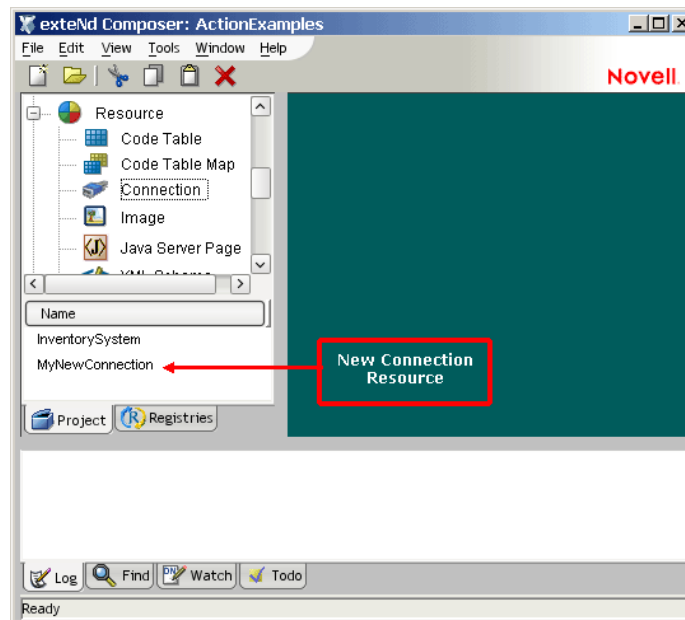 exteNd Composer: ActionExamples
File Edit View Tools Window Help
Novell
Resource
Code Table
Code Table Map
Connection
Image
Java Server Page
Name
InventorySystem
MyNewConnection
New Connection
Resource
Project
Registries
Log
Find
Watch
Todo
Ready